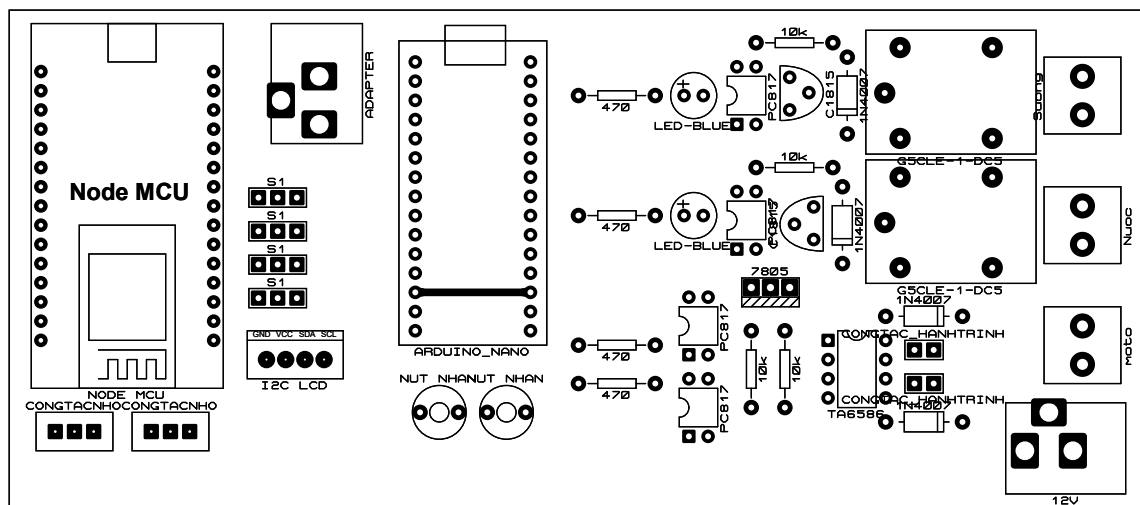 Node MCU
NODE MCU
ADAPTER
S1
S1
S1
S1
GND VCC SDA SCL
I2C LCD
CONGTACNHO
CONGTACNHO
ARDUINO_NANO
NUT NHAN
NUT NHAN
470
LED-BLUE
PC817
10k
C1815
1N4007
G5CLE-1-DC5
Suong
470
LED-BLUE
PC817
10k
C1815
1N4007
G5CLE-1-DC5
Nuoc
7805
470
470
PC817
PC817
10k
10k
TA6586
1N4007
CONGTAC_HANHTRINH
CONGTAC_HANHTRINH
1N4007
Moto
12V